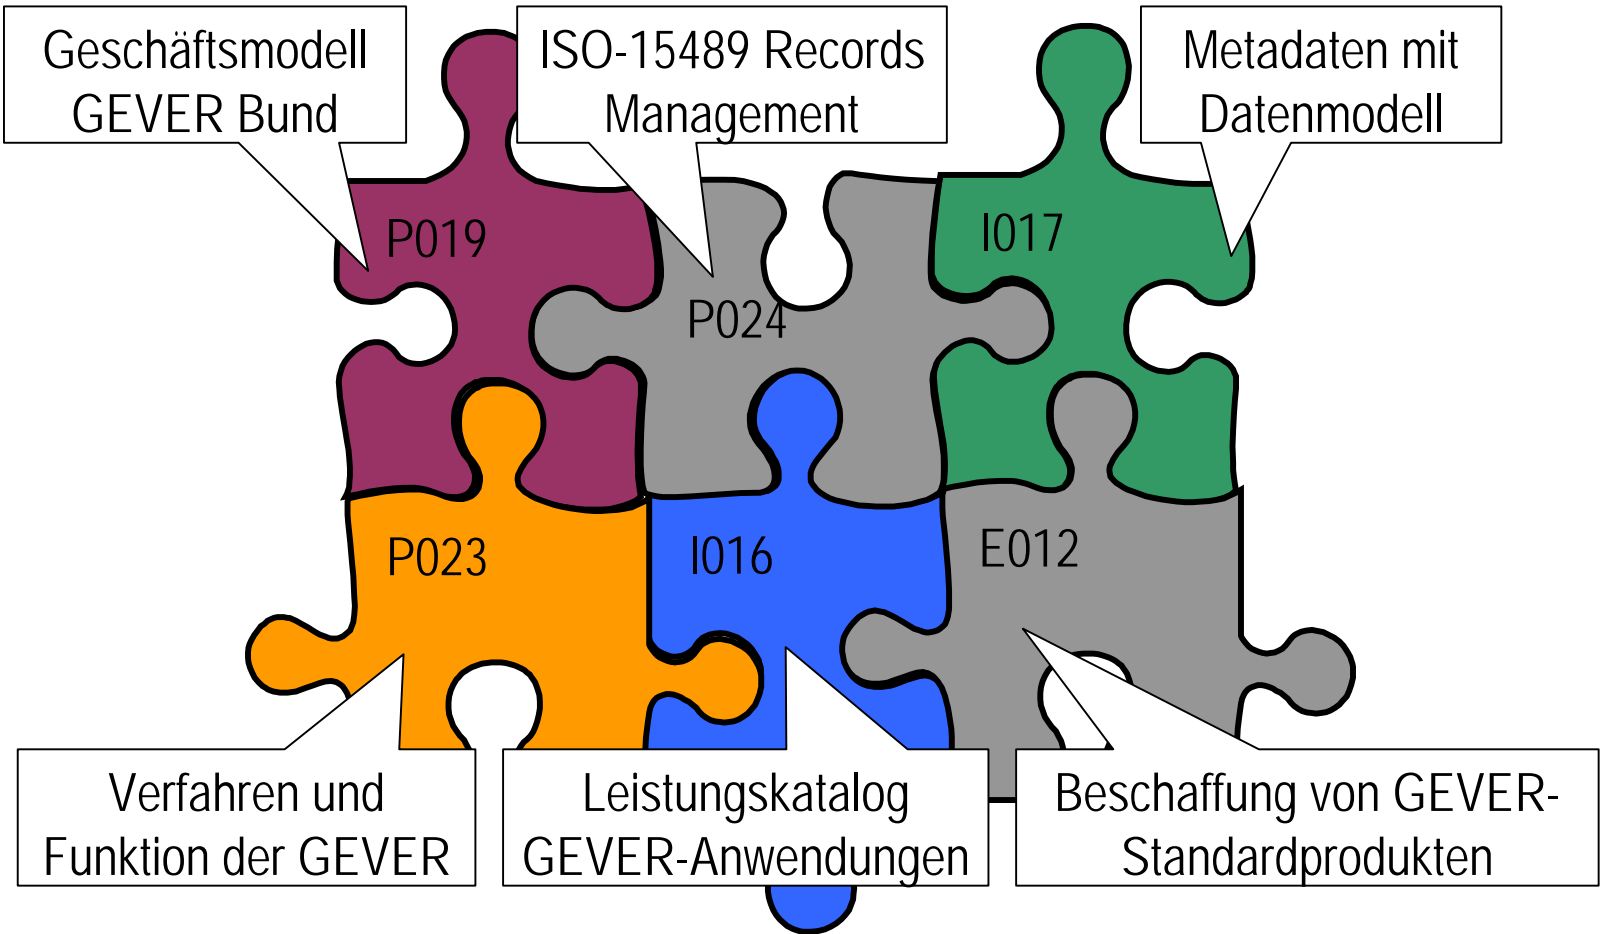 Geschäftsmodell
GEVER Bund
ISO-15489 Records
Management
Metadaten mit
Datenmodell
P019
P024
I017
P023
I016
E012
Verfahren und
Funktion der GEVER
Leistungskatalog
GEVER-Anwendungen
Beschaffung von GEVER-
Standardprodukten